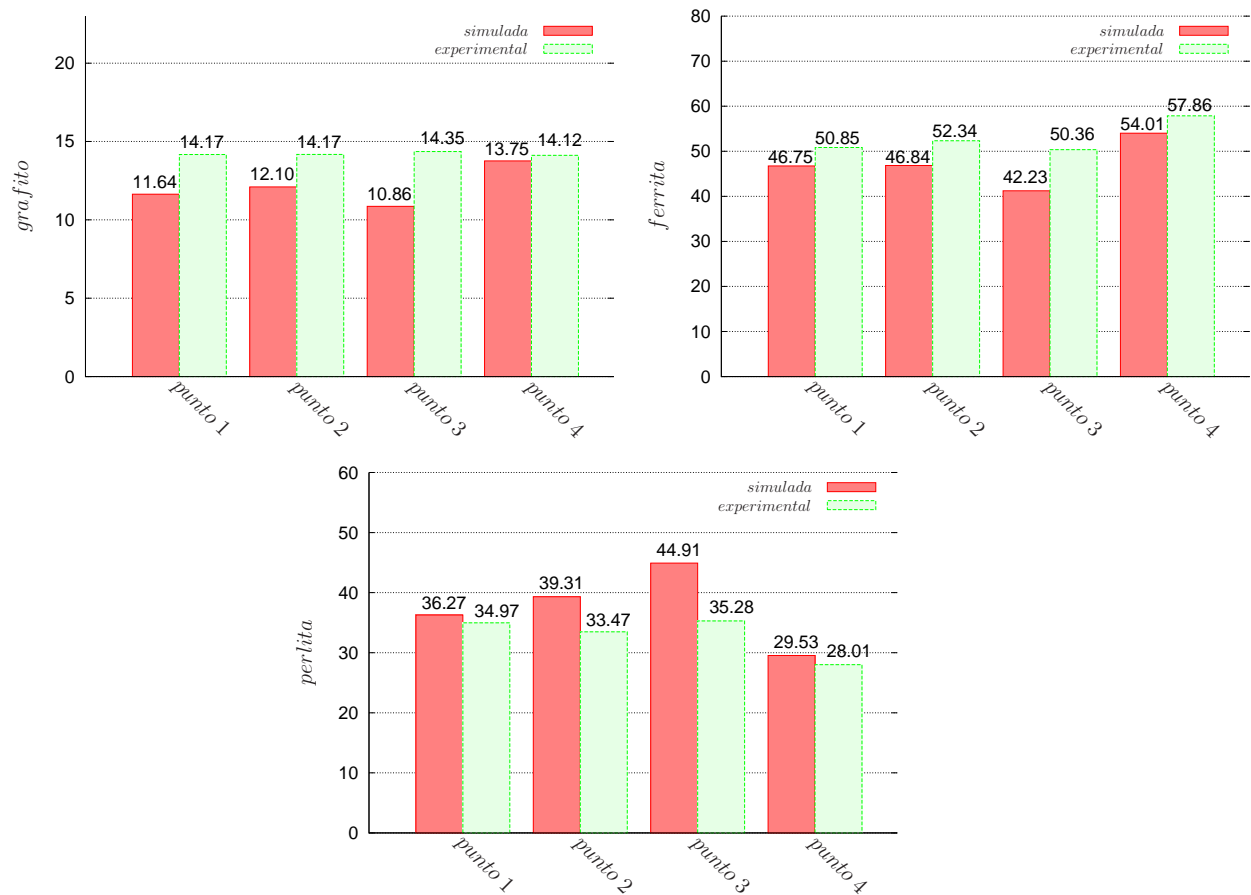 simulada
experimental
grafito
20
15
10
5
0
11.64 14.17 12.10 14.17 10.86 14.35 13.75 14.12
punto 1 punto 2 punto 3 punto 4
simulada
experimental
ferrita
80
70
60
50
40
30
20
10
0
46.75 50.85 46.84 52.34 42.23 50.36 54.01 57.86
punto 1 punto 2 punto 3 punto 4
simulada
experimental
perlita
60
50
40
30
20
10
0
36.27 34.97 39.31 33.47 44.91 35.28 29.53 28.01
punto 1 punto 2 punto 3 punto 4